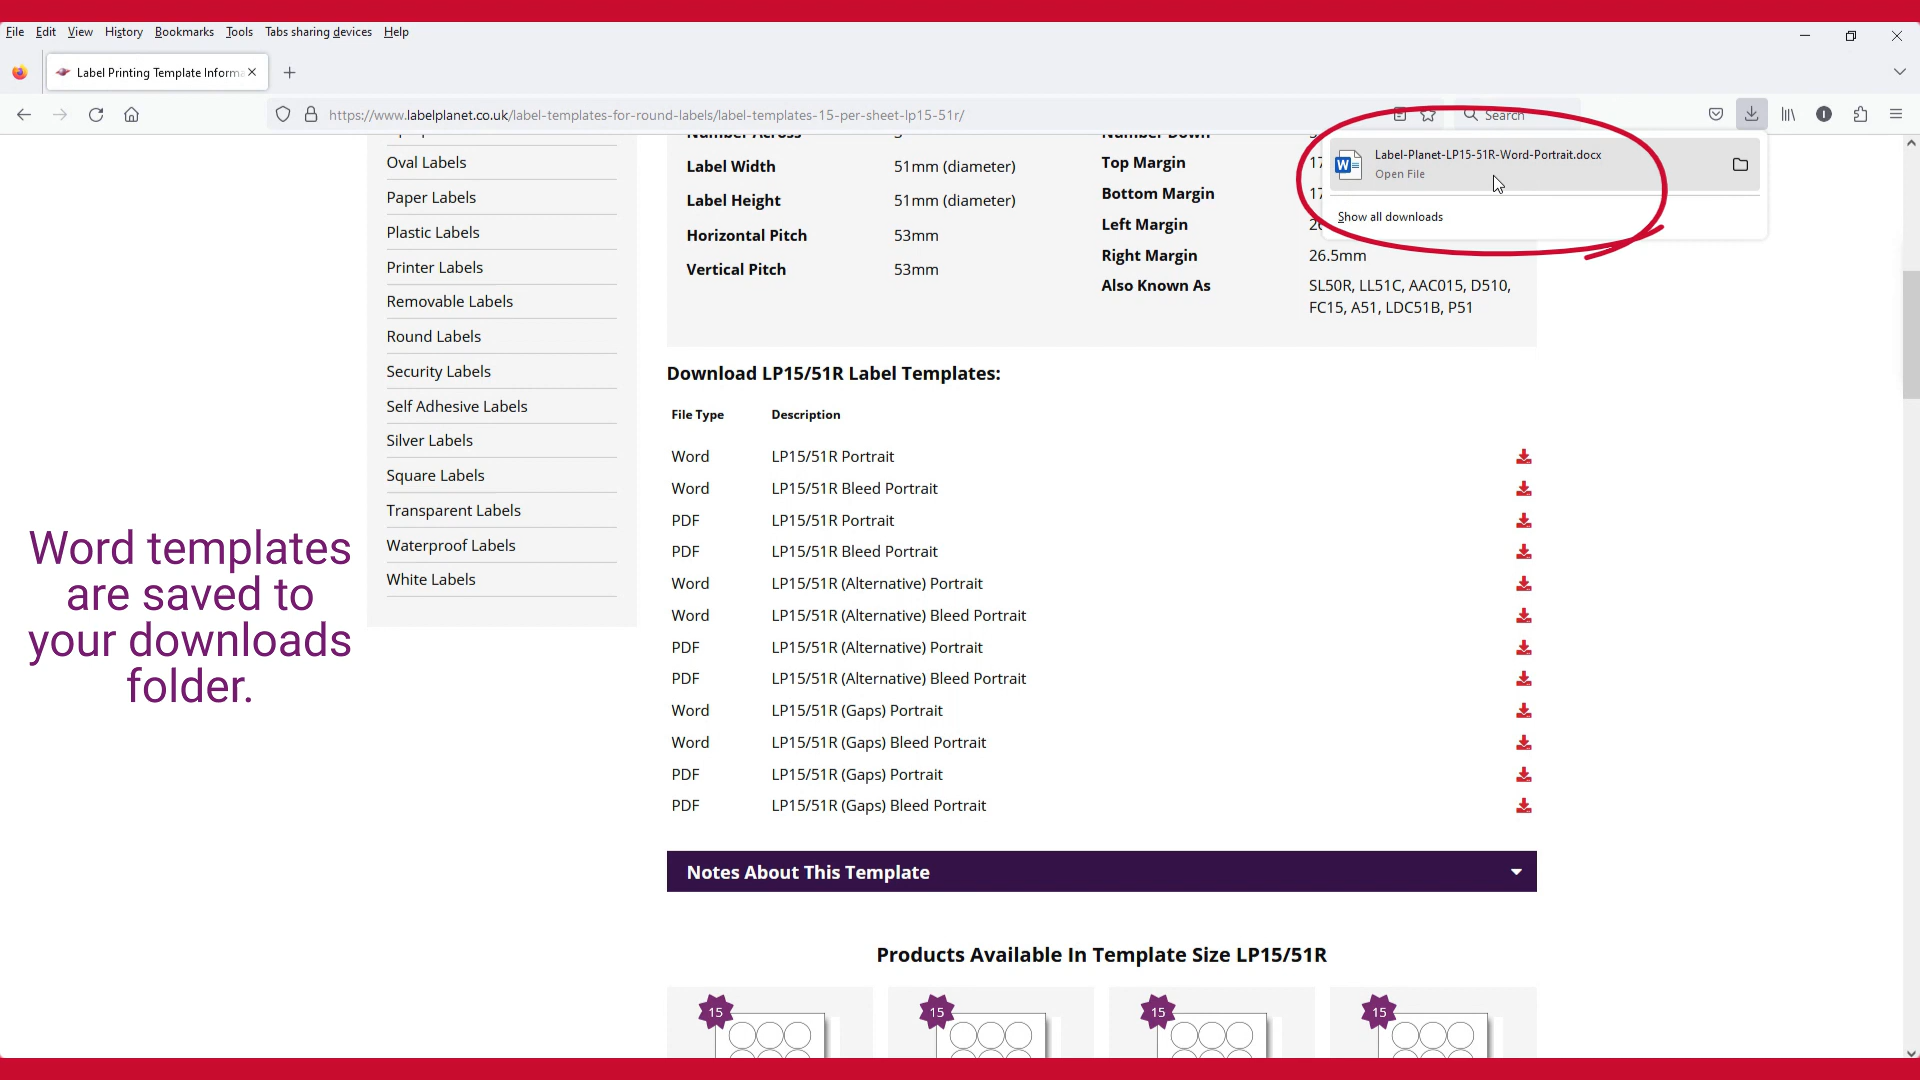 File Edit View History Bookmarks Tools Tabs sharing devices Help
Label Printing Template Informa
https://www.labelplanet.co.uk/label-templates-for-round-labels/label-templates-15-per-sheet-lp15-51r/
Search
Label-Planet-LP15-51R-Word-Portrait.docx
Open File
Show all downloads
Oval Labels
Paper Labels
Plastic Labels
Printer Labels
Removable Labels
Round Labels
Security Labels
Self Adhesive Labels
Silver Labels
Square Labels
Transparent Labels
Waterproof Labels
White Labels
Word templates
are saved to
your downloads
folder.
Number Across
Label Width 51mm (diameter)
Label Height 51mm (diameter)
Horizontal Pitch 53mm
Vertical Pitch 53mm
Number Down
Top Margin 17
Bottom Margin 17
Left Margin
Right Margin 26.5mm
Also Known As SL50R, LL51C, AAC015, D510,
FC15, A51, LDC51B, P51
Download LP15/51R Label Templates:
File Type Description
Word LP15/51R Portrait
Word LP15/51R Bleed Portrait
PDF LP15/51R Portrait
PDF LP15/51R Bleed Portrait
Word LP15/51R (Alternative) Portrait
Word LP15/51R (Alternative) Bleed Portrait
PDF LP15/51R (Alternative) Portrait
PDF LP15/51R (Alternative) Bleed Portrait
Word LP15/51R (Gaps) Portrait
Word LP15/51R (Gaps) Bleed Portrait
PDF LP15/51R (Gaps) Portrait
PDF LP15/51R (Gaps) Bleed Portrait
Notes About This Template
Products Available In Template Size LP15/51R
15 15 15 15